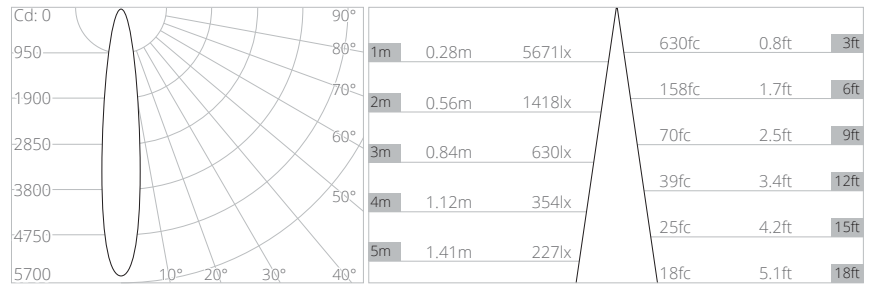 Cd: 0
950
1900
2850
3800
4750
5700
90°
80°
70°
60°
50°
10°
20°
30°
40°
1m 0.28m 5671lx
2m 0.56m 1418lx
3m 0.84m 630lx
4m 1.12m 354lx
5m 1.41m 227lx
630fc 0.8ft 3ft
158fc 1.7ft 6ft
70fc 2.5ft 9ft
39fc 3.4ft 12ft
25fc 4.2ft 15ft
18fc 5.1ft 18ft